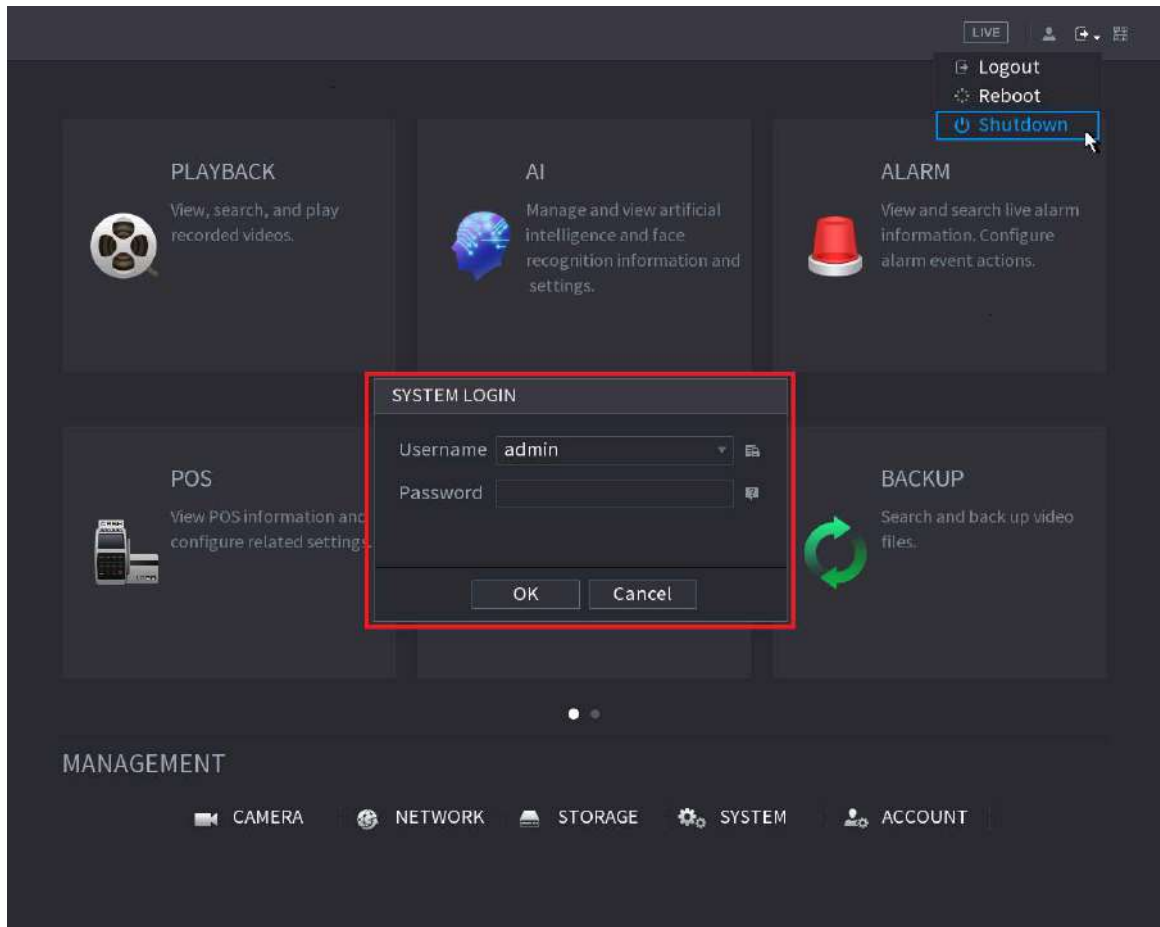 LIVE
Logout
Reboot
Shutdown
PLAYBACK
View, search, and play
recorded videos.
AI
Manage and view artificial
intelligence and face
recognition information and
settings.
ALARM
View and search live alarm
information. Configure
alarm event actions.
SYSTEM LOGIN
Username admin
Password
OK Cancel
POS
View POS information and
configure related settings.
BACKUP
Search and back up video
files.
MANAGEMENT
CAMERA NETWORK STORAGE SYSTEM ACCOUNT